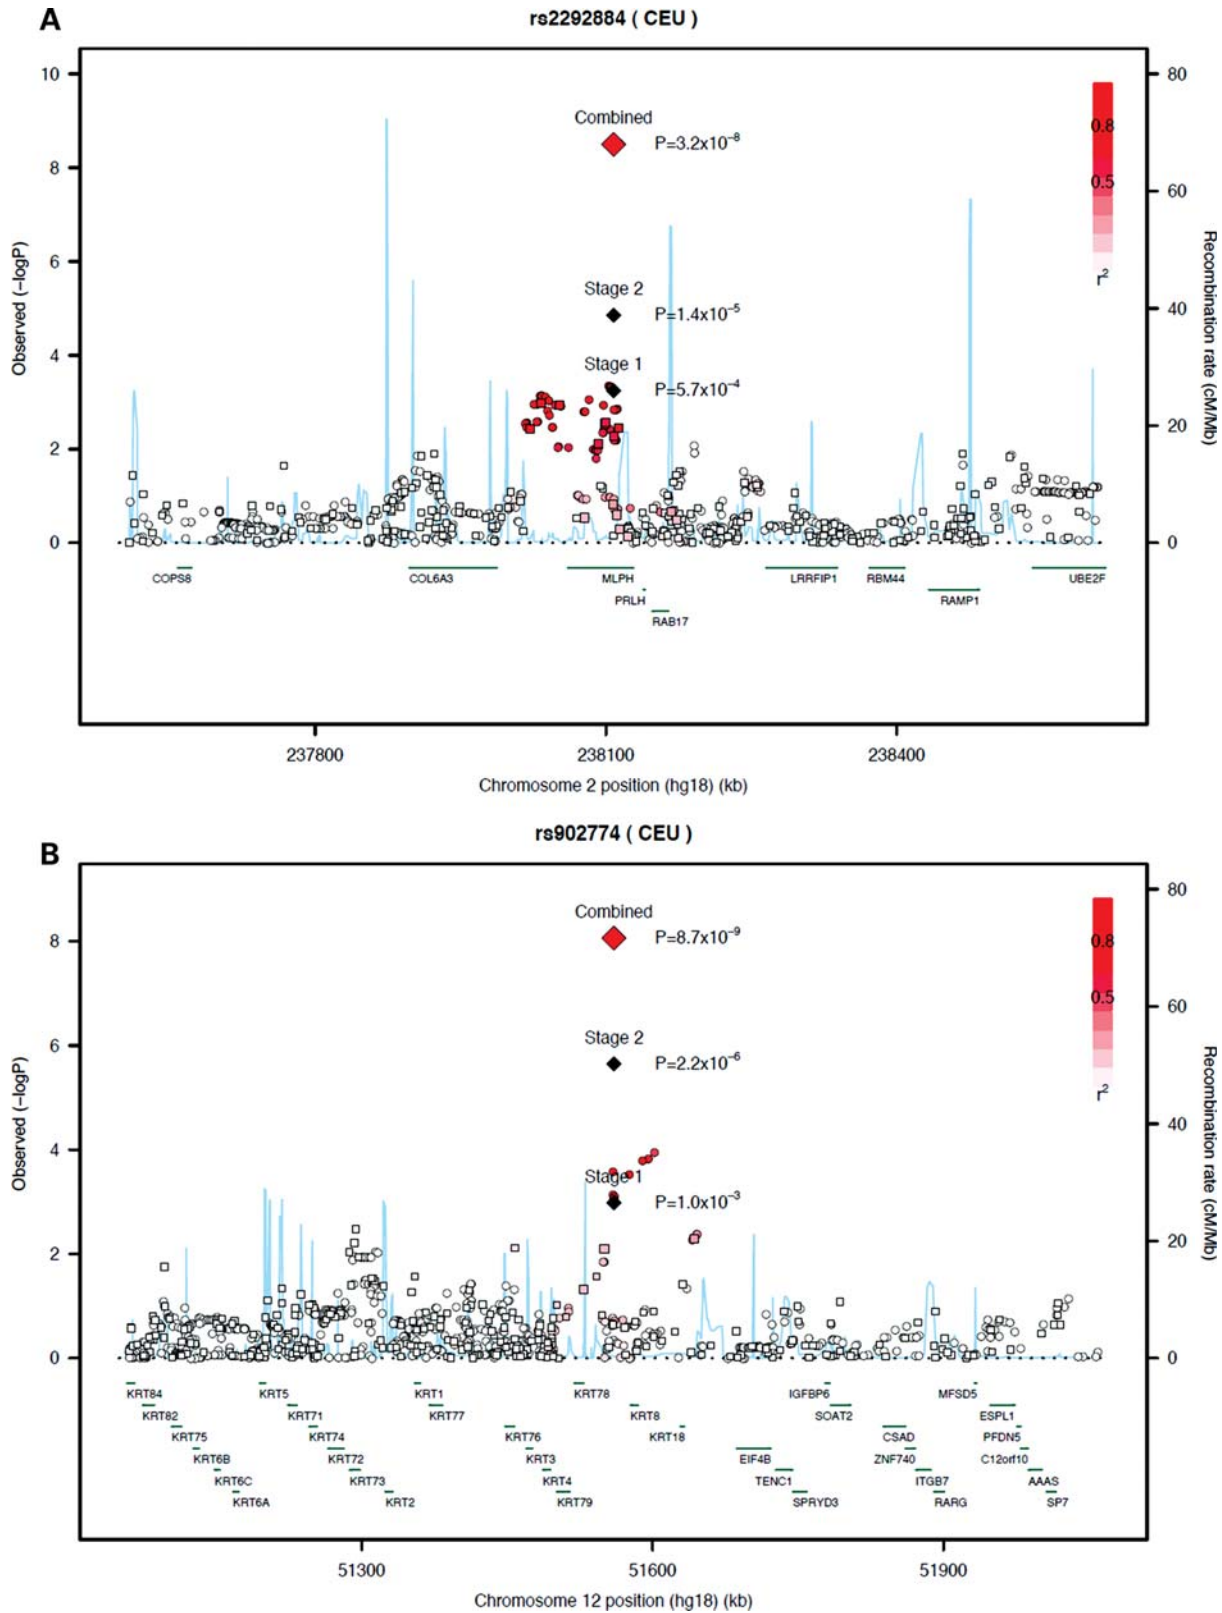 A
rs2292884 ( CEU )
10
8
6
4
2
0
Observed (−logP)
80
60
40
20
0
Recombination rate (cM/Mb)
Combined
P=3.2x10⁻⁸
Stage 2
P=1.4x10⁻⁵
Stage 1
P=5.7x10⁻⁴
0.8
0.5
r²
COPS8 COL6A3 MLPH LRRFIP1 RBM44 UBE2F
PRLH RAMP1
RAB17
237800 238100 238400
Chromosome 2 position (hg18) (kb)
B
rs902774 ( CEU )
8
6
4
2
0
Observed (−logP)
80
60
40
20
0
Recombination rate (cM/Mb)
Combined
P=8.7x10⁻⁹
Stage 2
P=2.2x10⁻⁶
Stage 1
P=1.0x10⁻³
0.8
0.5
r²
KRT84 KRT5 KRT1 KRT78 IGFBP6 MFSD5
KRT82 KRT71 KRT77 KRT8 SOAT2 ESPL1
KRT75 KRT74 KRT76 KRT18 CSAD PFDN5
KRT6B KRT72 KRT3 EIF4B ZNF740 C12orf10
KRT6C KRT73 KRT4 TENC1 ITGB7 AAAS
KRT6A KRT2 KRT79 SPRYD3 RARG SP7
51300 51600 51900
Chromosome 12 position (hg18) (kb)